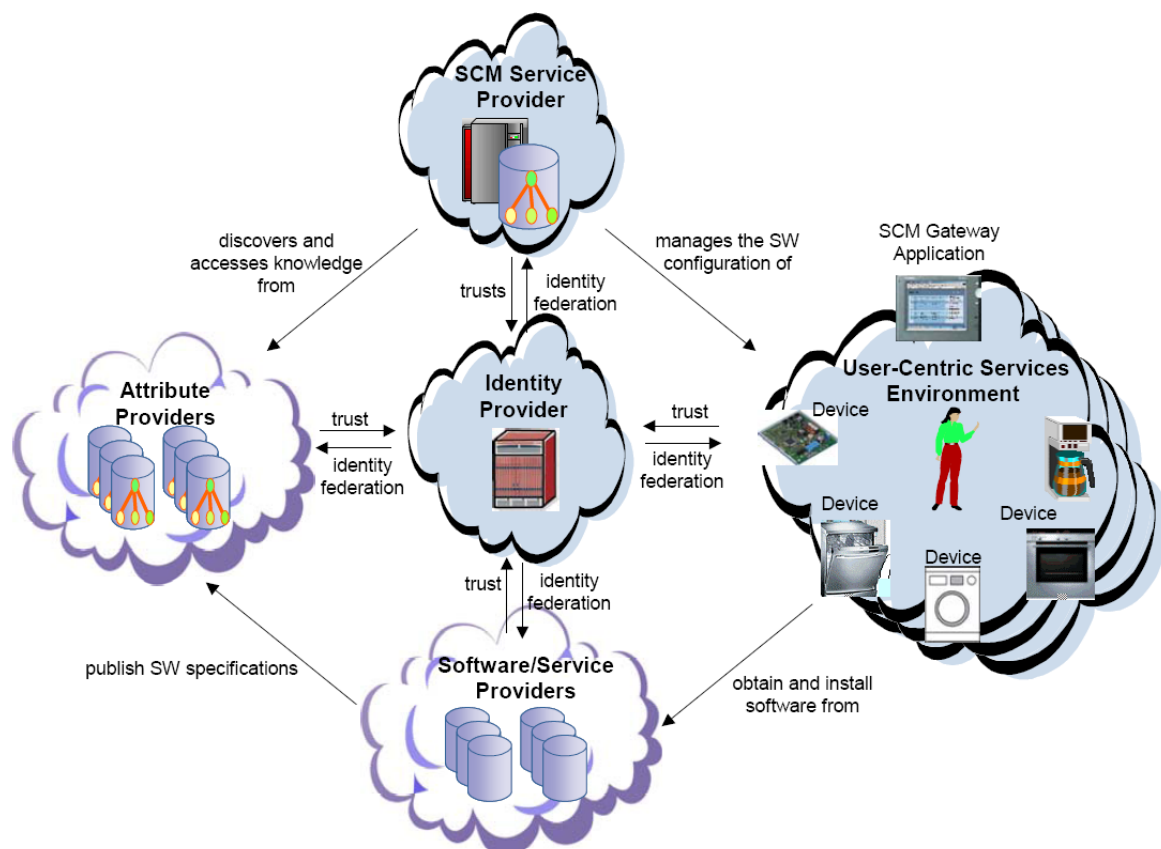 SCM Service
Provider
discovers and
accesses knowledge
from
manages the SW
configuration of
SCM Gateway
Application
trusts
identity
federation
Attribute
Providers
Identity
Provider
User-Centric Services
Environment
trust
identity
federation
trust
identity
federation
Device
Device
Device
Device
trust
identity
federation
publish SW specifications
Software/Service
Providers
obtain and install
software from